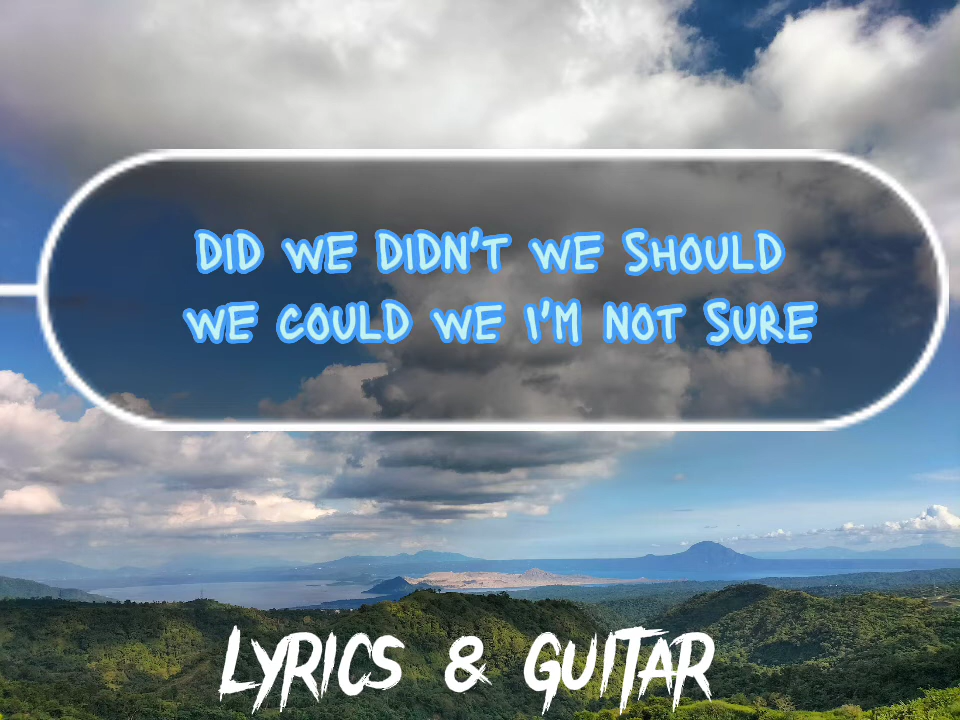 DID WE DIDN'T WE SHOULD
WE COULD WE I'M NOT SURE
LYRICS & GUITAR